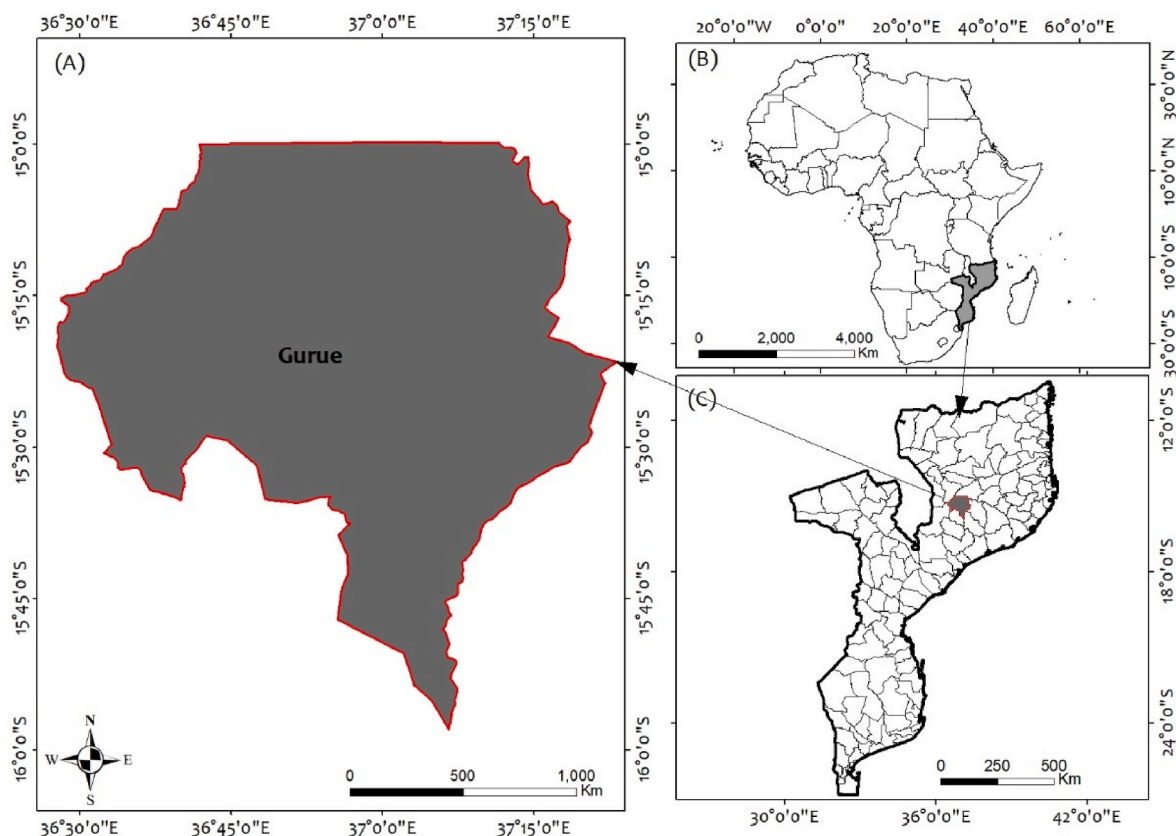 36°30'0"E 36°45'0"E 37°0'0"E 37°15'0"E
(A)
15°0'0"S 15°0'0"S
15°15'0"S 15°15'0"S
Gurue
15°30'0"S 15°30'0"S
15°45'0"S 15°45'0"S
16°0'0"S 16°0'0"S
N
W E
S
0 500 1,000
Km
36°30'0"E 36°45'0"E 37°0'0"E 37°15'0"E
20°0'0"W 0°0'0" 20°0'0"E 40°0'0"E 60°0'0"E
(B)
30°0'0"N
10°0'0"N
10°0'0"S
30°0'0"S
0 2,000 4,000
Km
(C)
12°0'0"S
18°0'0"S
24°0'0"S
0 250 500
Km
30°0'0"E 36°0'0"E 42°0'0"E